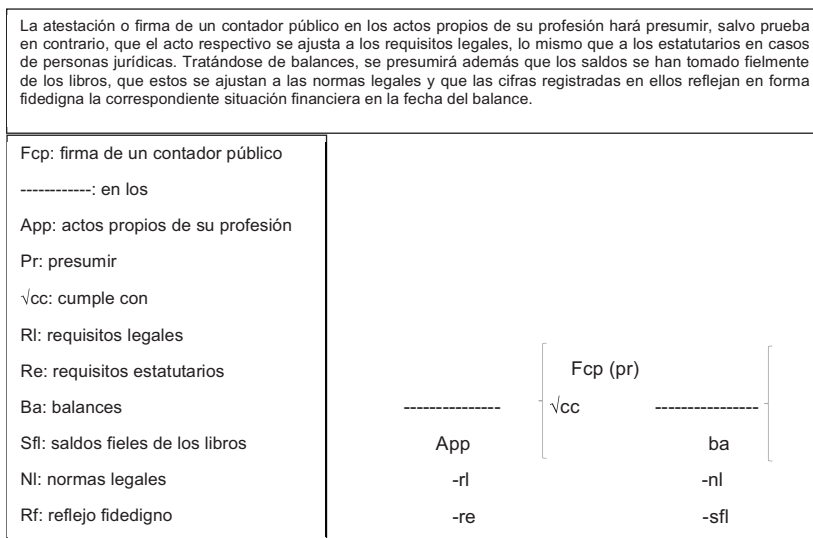 La atestación o firma de un contador público en los actos propios de su profesión hará presumir, salvo prueba
en contrario, que el acto respectivo se ajusta a los requisitos legales, lo mismo que a los estatutarios en casos
de personas jurídicas. Tratándose de balances, se presumirá además que los saldos se han tomado fielmente
de los libros, que estos se ajustan a las normas legales y que las cifras registradas en ellos reflejan en forma
fidedigna la correspondiente situación financiera en la fecha del balance.
Fcp: firma de un contador público
------------: en los
App: actos propios de su profesión
Pr: presumir
√cc: cumple con
Rl: requisitos legales
Re: requisitos estatutarios
Ba: balances
Sfl: saldos fieles de los libros
Nl: normas legales
Rf: reflejo fidedigno
Fcp (pr)
--------------- √cc ----------------
App ba
-rl -nl
-re -sfl